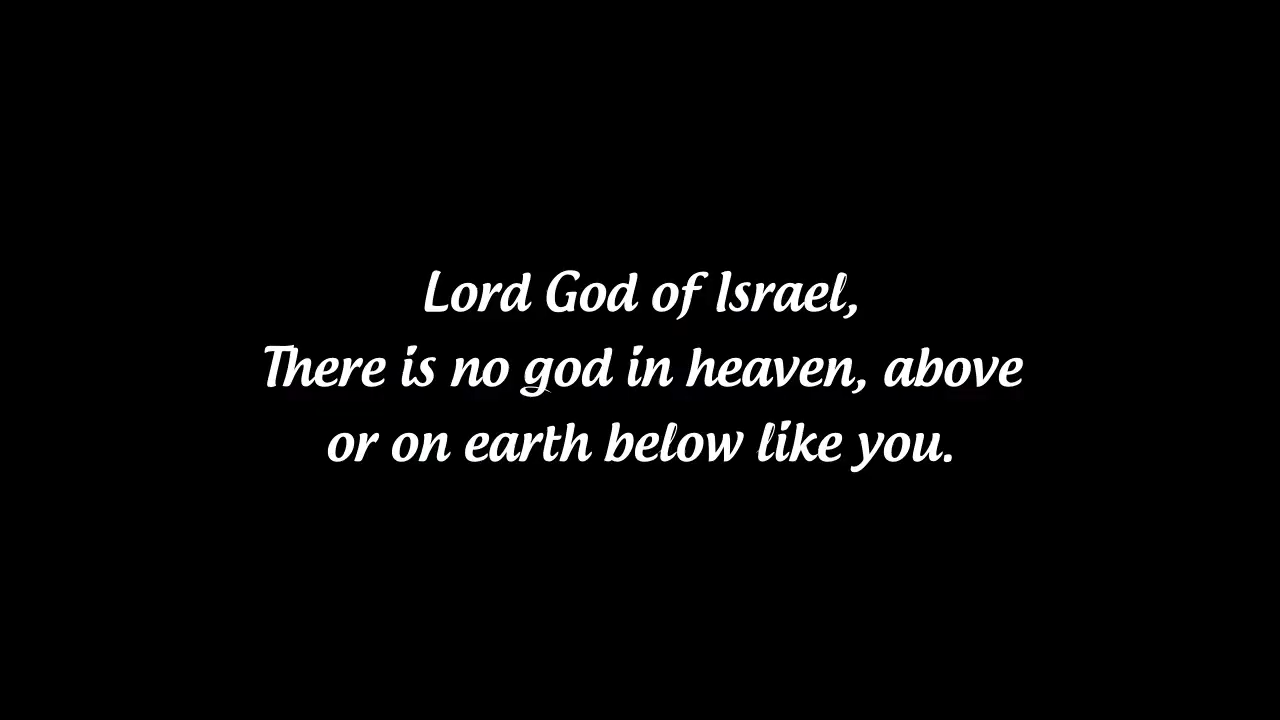 Lord God of Israel,
There is no god in heaven, above
or on earth below like you.